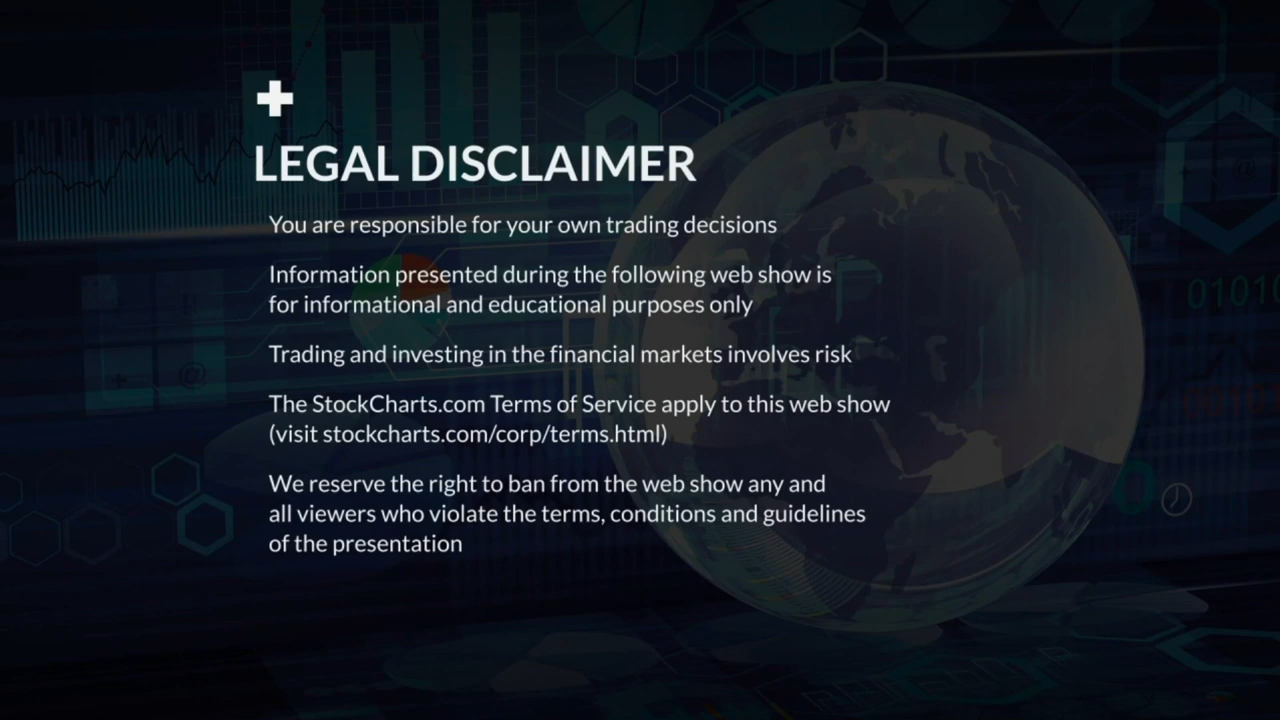 LEGAL DISCLAIMER
You are responsible for your own trading decisions
Information presented during the following web show is
for informational and educational purposes only
Trading and investing in the financial markets involves risk
The StockCharts.com Terms of Service apply to this web show
(visit stockcharts.com/corp/terms.html)
We reserve the right to ban from the web show any and
all viewers who violate the terms, conditions and guidelines
of the presentation
0101